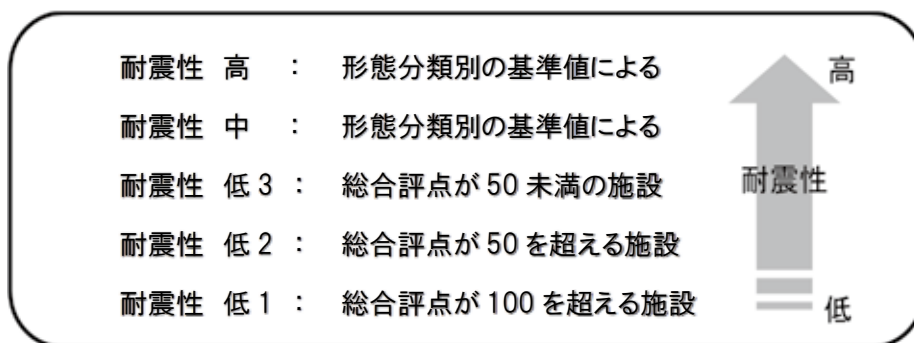 耐震性 高 : 形態分類別の基準値による
耐震性 中 : 形態分類別の基準値による
耐震性 低 3 : 総合評点が 50 未満の施設
耐震性 低 2 : 総合評点が 50 を超える施設
耐震性 低 1 : 総合評点が 100 を超える施設
高
耐震性
低